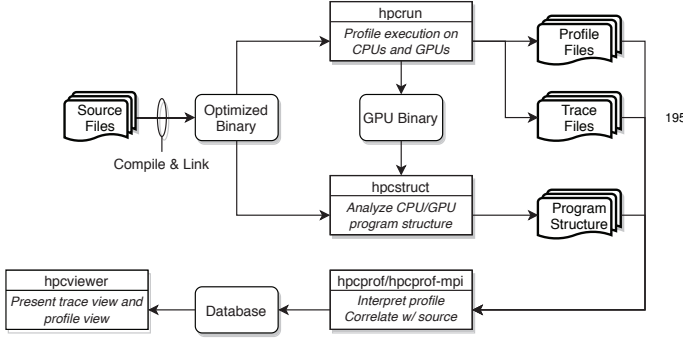 hpcrun
Profile execution on
CPUs and GPUs
Profile
Files
Source
Files
Compile & Link
Optimized
Binary
GPU Binary
Trace
Files
195
hpcstruct
Analyze CPU/GPU
program structure
Program
Structure
hpcviewer
Present trace view and
profile view
Database
hpcprof/hpcprof-mpi
Interpret profile
Correlate w/ source